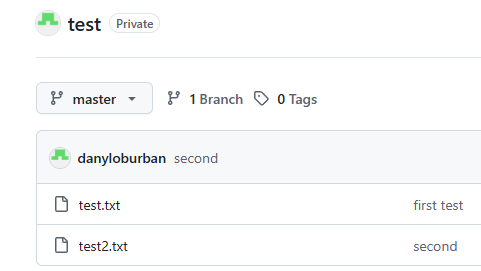 test Private
master 1 Branch 0 Tags
danyloburban second
test.txt first test
test2.txt second